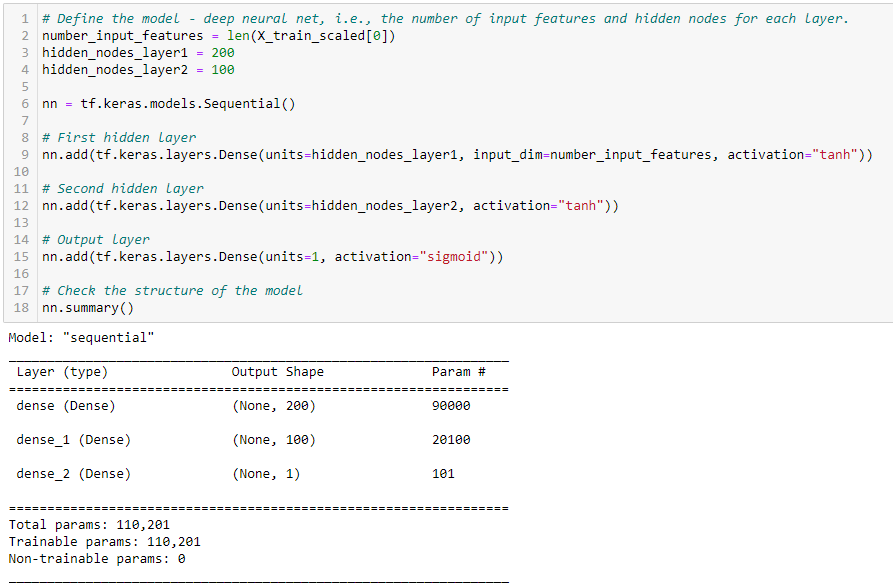 1 # Define the model - deep neural net, i.e., the number of input features and hidden nodes for each layer.
2 number_input_features = len(X_train_scaled[0])
3 hidden_nodes_layer1 = 200
4 hidden_nodes_layer2 = 100
5
6 nn = tf.keras.models.Sequential()
7
8 # First hidden layer
9 nn.add(tf.keras.layers.Dense(units=hidden_nodes_layer1, input_dim=number_input_features, activation="tanh"))
10
11 # Second hidden layer
12 nn.add(tf.keras.layers.Dense(units=hidden_nodes_layer2, activation="tanh"))
13
14 # Output layer
15 nn.add(tf.keras.layers.Dense(units=1, activation="sigmoid"))
16
17 # Check the structure of the model
18 nn.summary()
Model: "sequential"
_________________________________________________________________
Layer (type) Output Shape Param #
=================================================================
dense (Dense) (None, 200) 90000
dense_1 (Dense) (None, 100) 20100
dense_2 (Dense) (None, 1) 101
=================================================================
Total params: 110,201
Trainable params: 110,201
Non-trainable params: 0
_________________________________________________________________